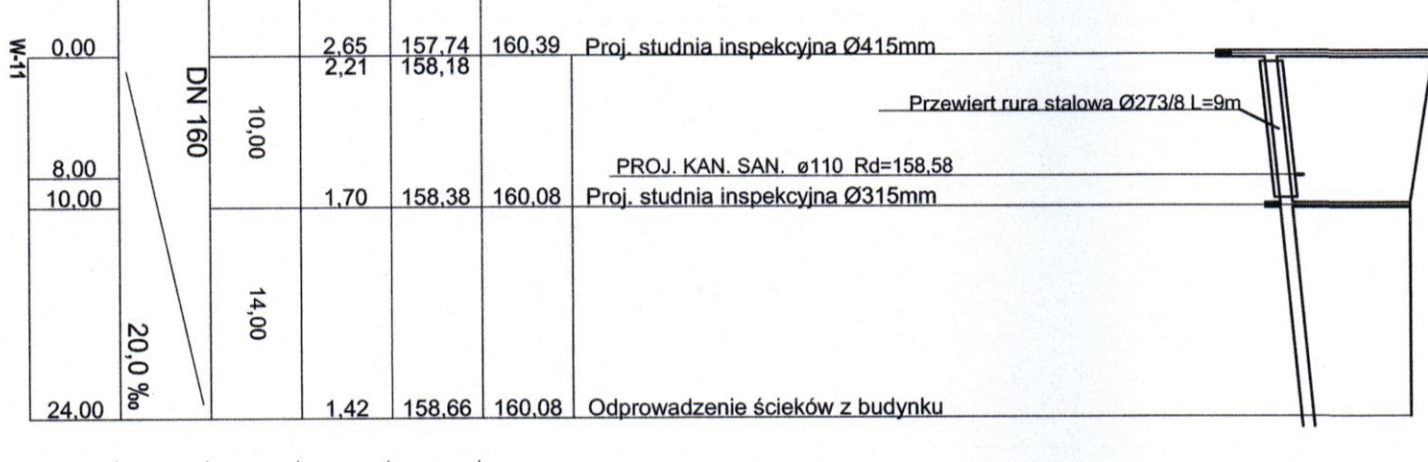 W-11
0,00
2,65 157,74 160,39 Proj. studnia inspekcyjna Ø415mm
2,21 158,18
DN 160
10,00
Przewiert rura stalowa Ø273/8 L=9m
8,00
PROJ. KAN. SAN. ø110 Rd=158,58
10,00
1,70 158,38 160,08 Proj. studnia inspekcyjna Ø315mm
14,00
20,0 ‰
24,00
1,42 158,66 160,08 Odprowadzenie ścieków z budynku